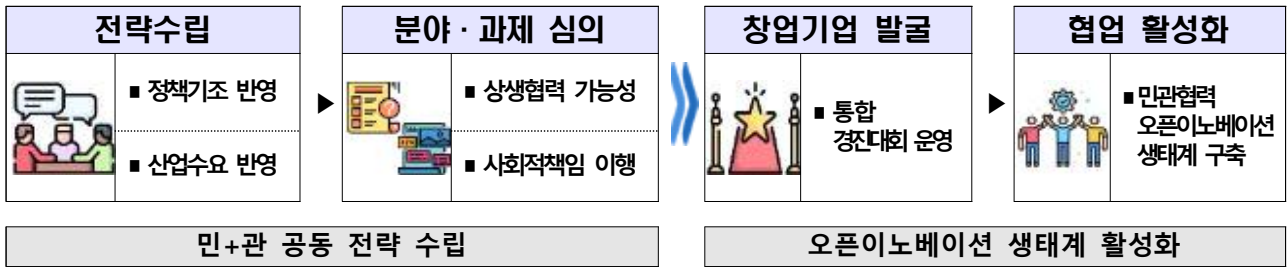 전략수립
■ 정책기조 반영
■ 산업수요 반영
▶
분야 · 과제 심의
■ 상생협력 가능성
■ 사회적책임 이행
창업기업 발굴
■ 통합
경진대회 운영
▶
협업 활성화
■ 민관협력
오픈이노베이션
생태계 구축
민+관 공동 전략 수립
오픈이노베이션 생태계 활성화